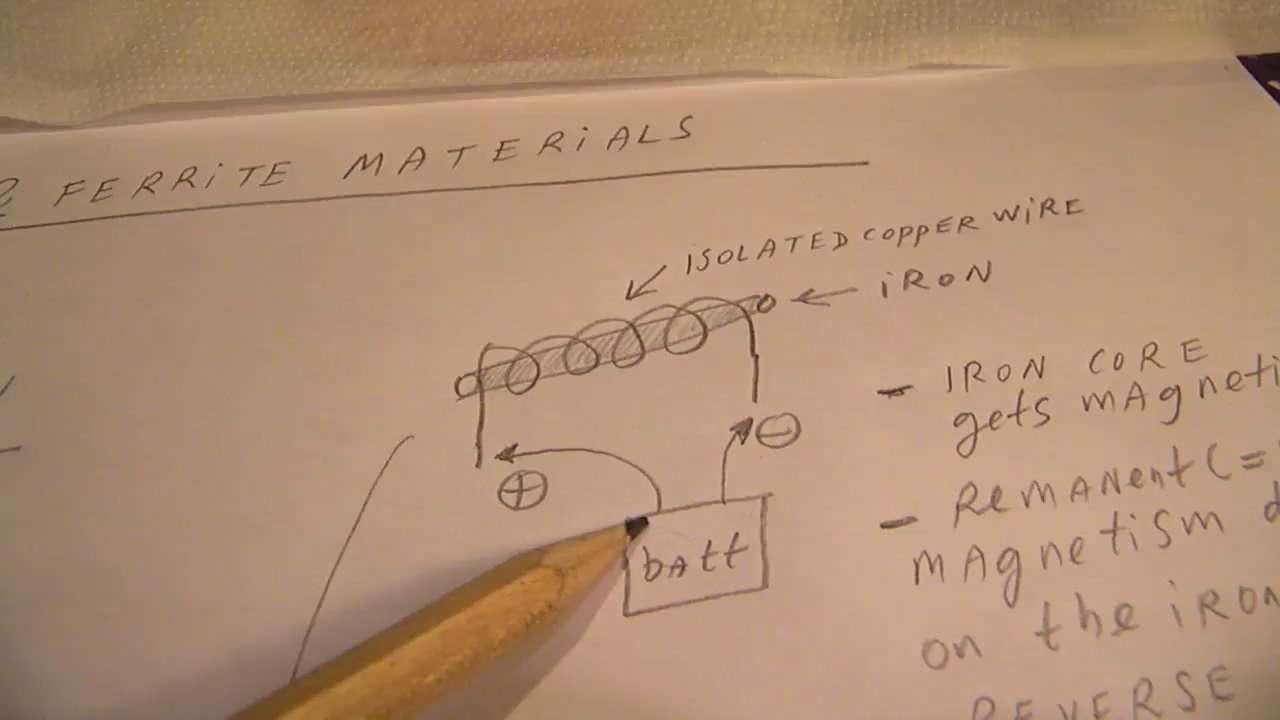 & FERRiTE MATERiALS
iSOLATED COPPER WiRE
iRON
- IRON CORE
gets mAgneti
- ReMANent (=
mAgnetism d
on the iRON
REVERSE
+
-
bAtt